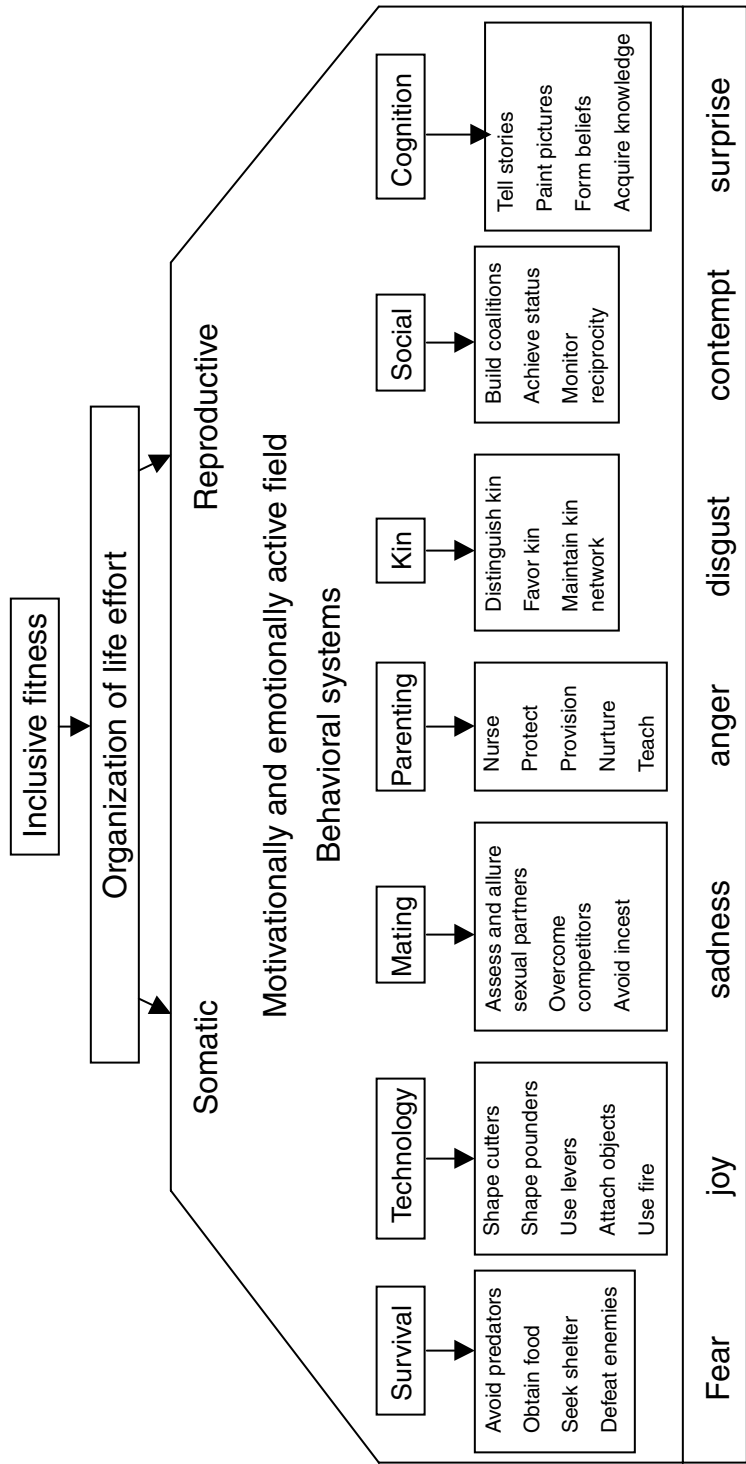 Inclusive fitness
Organization of life effort
Somatic
Reproductive
Motivationally and emotionally active field
Behavioral systems
Survival
Avoid predators
Obtain food
Seek shelter
Defeat enemies
Technology
Shape cutters
Shape pounders
Use levers
Attach objects
Use fire
Mating
Assess and allure
sexual partners
Overcome
competitors
Avoid incest
Parenting
Nurse
Protect
Provision
Nurture
Teach
Kin
Distinguish kin
Favor kin
Maintain kin
network
Social
Build coalitions
Achieve status
Monitor
reciprocity
Cognition
Tell stories
Paint pictures
Form beliefs
Acquire knowledge
Fear joy sadness anger disgust contempt surprise